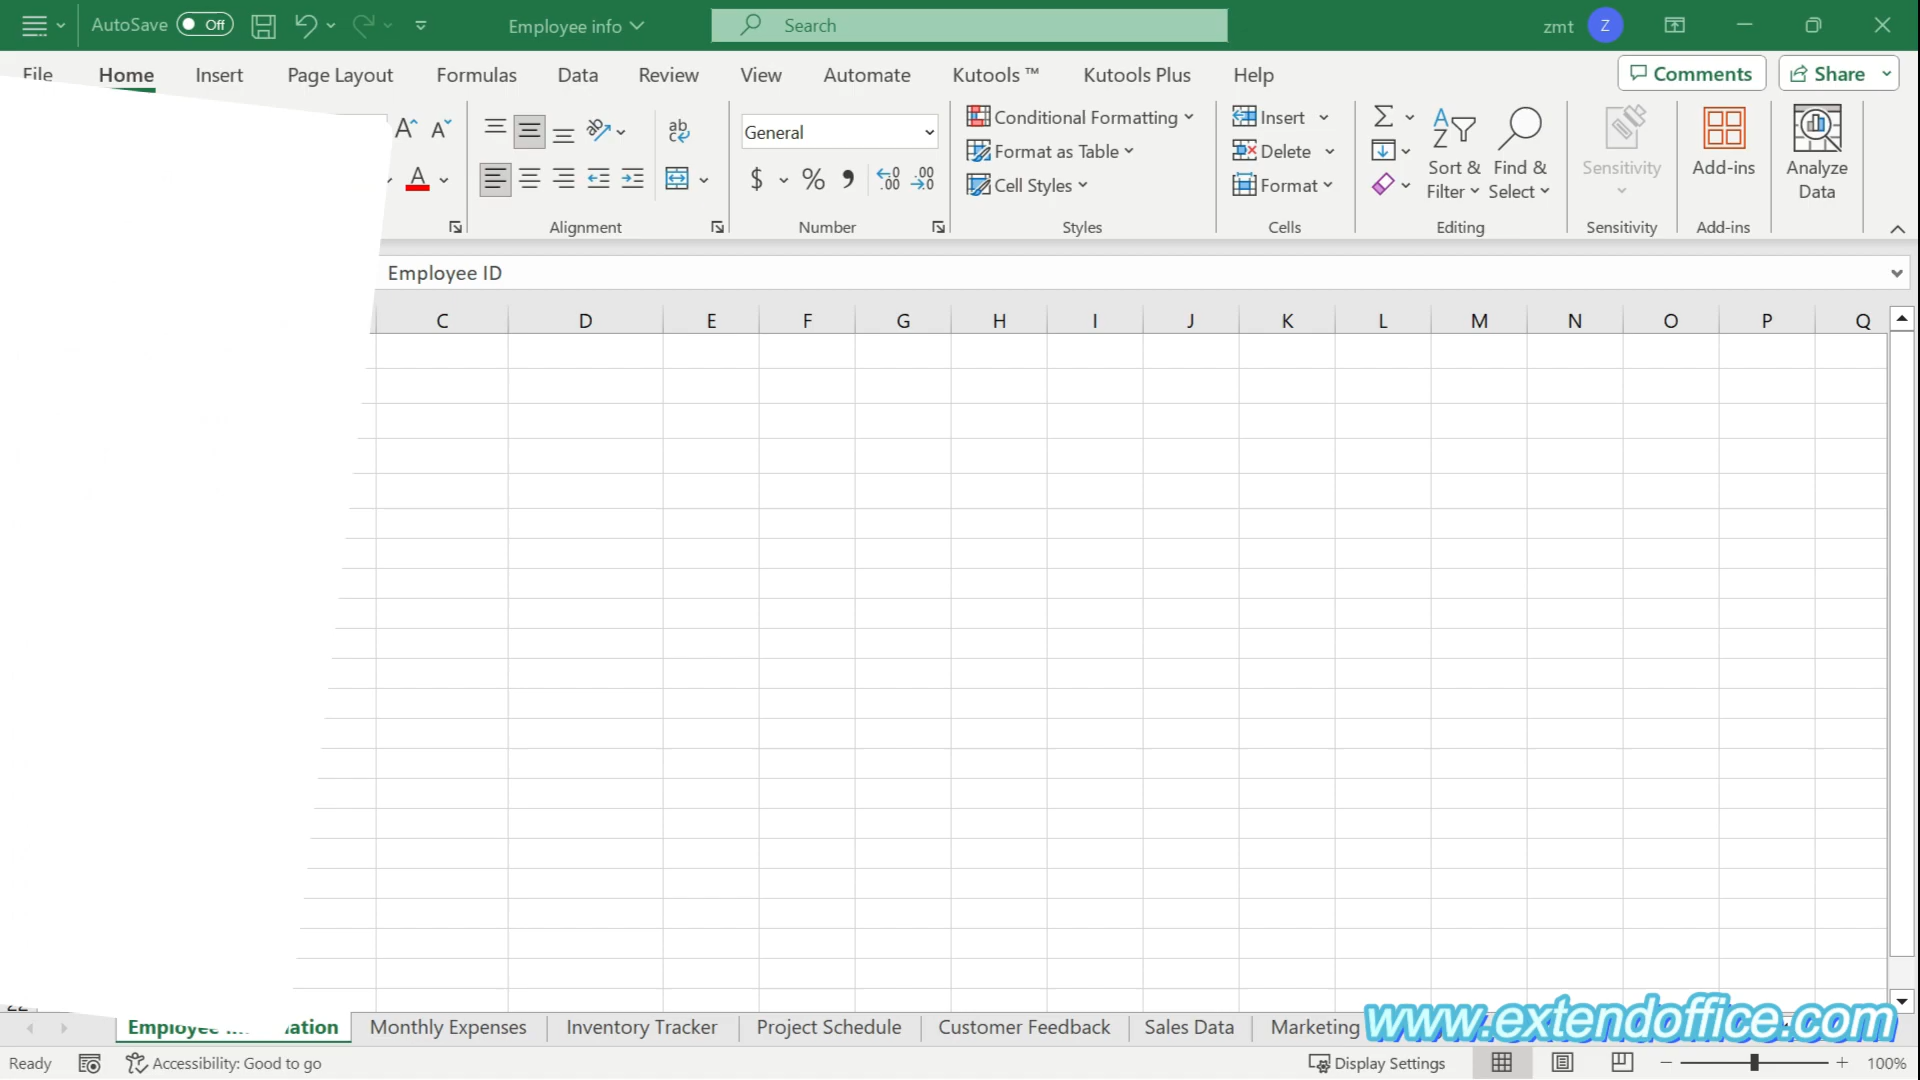 AutoSave Off Employee info Search zmt Z
File Home Insert Page Layout Formulas Data Review View Automate Kutools ™ Kutools Plus Help Comments Share
General
Conditional Formatting
Format as Table
Cell Styles
Insert
Delete
Format
Sort &
Filter
Find &
Select
Sensitivity
Add-ins
Analyze
Data
Alignment Number Styles Cells Editing Sensitivity Add-ins
Employee ID
C D E F G H I J K L M N O P Q
22
Employee ation Monthly Expenses Inventory Tracker Project Schedule Customer Feedback Sales Data Marketing
www.extendoffice.com
Ready Accessibility: Good to go Display Settings 100%